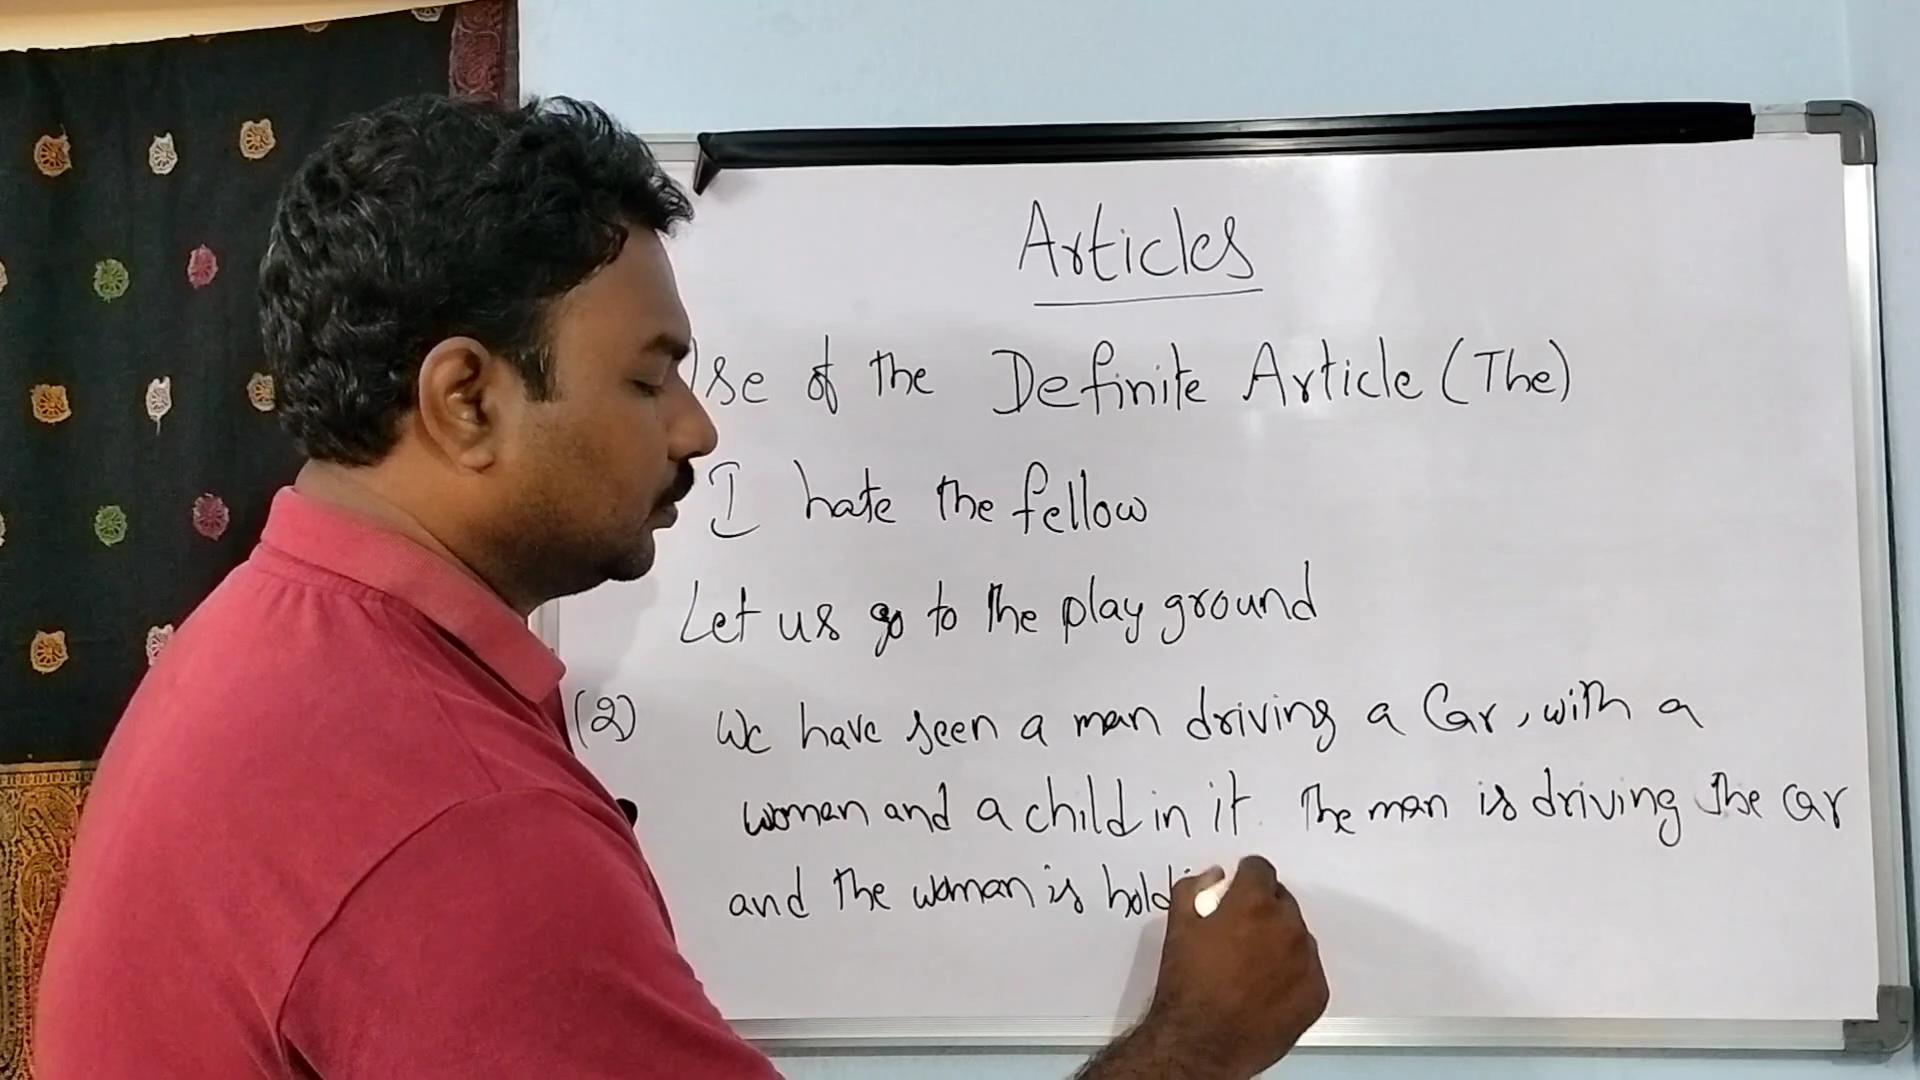 Articles
Use of the Definite Article (The)
I hate the fellow
Let us go to the play ground
(2) We have seen a man driving a Car, with a
woman and a child in it. The man is driving the car
and the woman is hold